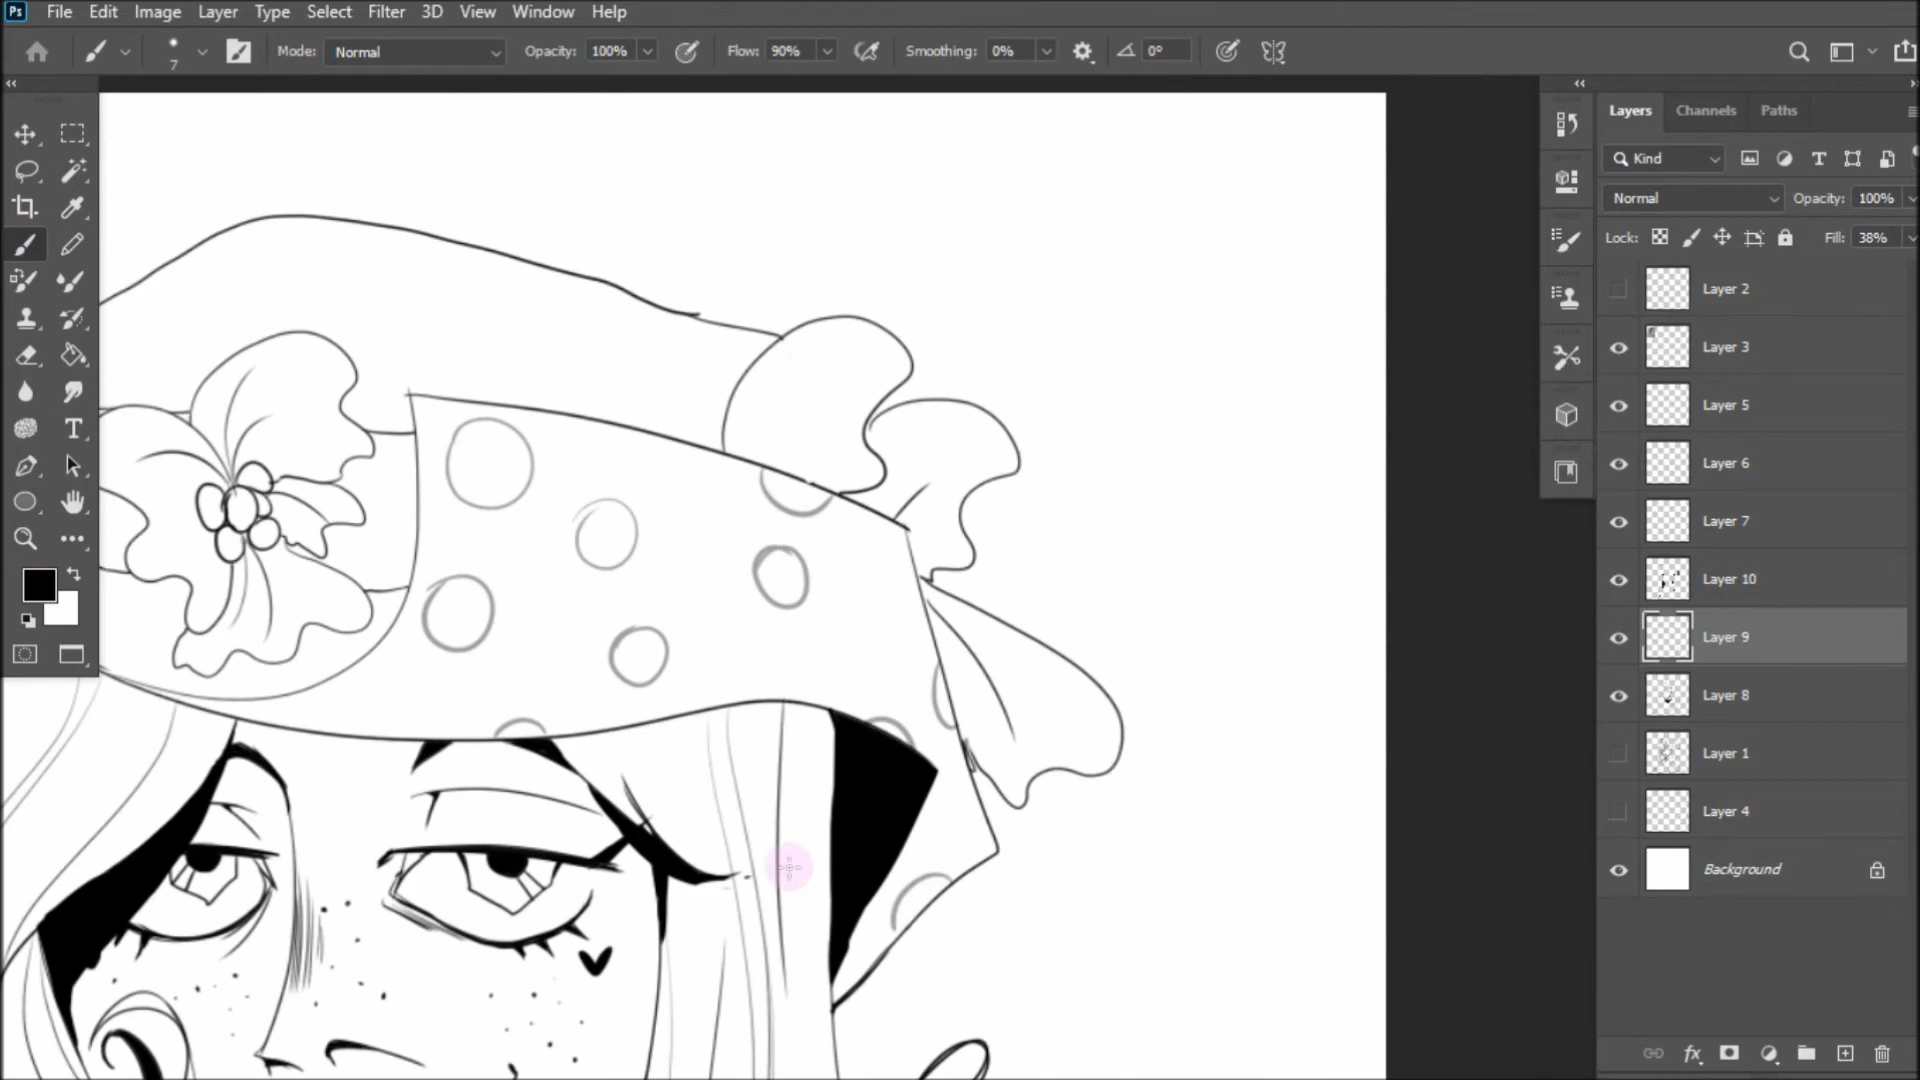 Ps File Edit Image Layer Type Select Filter 3D View Window Help
7 Mode: Normal Opacity: 100% Flow: 90% Smoothing: 0% 0°
Layers Channels Paths
Kind
Normal Opacity: 100%
Lock: Fill: 38%
Layer 2
Layer 3
Layer 5
Layer 6
Layer 7
Layer 10
Layer 9
Layer 8
Layer 1
Layer 4
Background